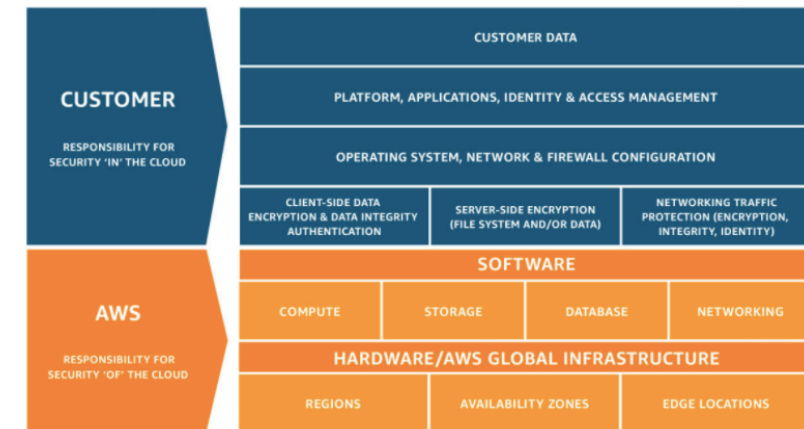 CUSTOMER
RESPONSIBILITY FOR
SECURITY ‘IN’ THE CLOUD
CUSTOMER DATA
PLATFORM, APPLICATIONS, IDENTITY & ACCESS MANAGEMENT
OPERATING SYSTEM, NETWORK & FIREWALL CONFIGURATION
CLIENT-SIDE DATA
ENCRYPTION & DATA INTEGRITY
AUTHENTICATION
SERVER-SIDE ENCRYPTION
(FILE SYSTEM AND/OR DATA)
NETWORKING TRAFFIC
PROTECTION (ENCRYPTION,
INTEGRITY, IDENTITY)
AWS
RESPONSIBILITY FOR
SECURITY ‘OF’ THE CLOUD
SOFTWARE
COMPUTE
STORAGE
DATABASE
NETWORKING
HARDWARE/AWS GLOBAL INFRASTRUCTURE
REGIONS
AVAILABILITY ZONES
EDGE LOCATIONS